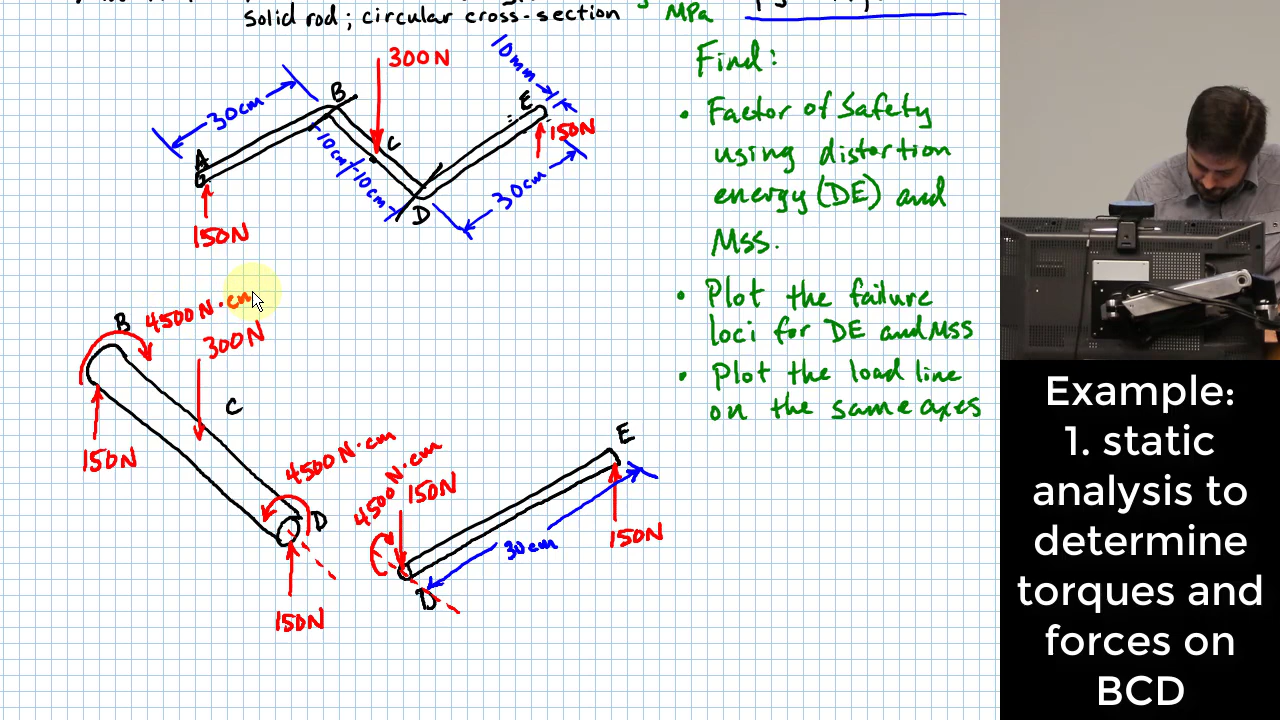 Solid rod; circular cross-section
MPa
Find:
• Factor of Safety
using distortion
energy (DE) and
MSS.
• Plot the failure
loci for DE and MSS
• Plot the load line
on the same axes
300N
10mm
30cm
B
A
C
E
150N
10cm
10cm
30cm
D
150N
B
4500 N·cm
300N
C
150N
4500 N·cm
D
150N
4500 N·cm
150N
E
30cm
150N
D
Example:
1. static
analysis to
determine
torques and
forces on
BCD